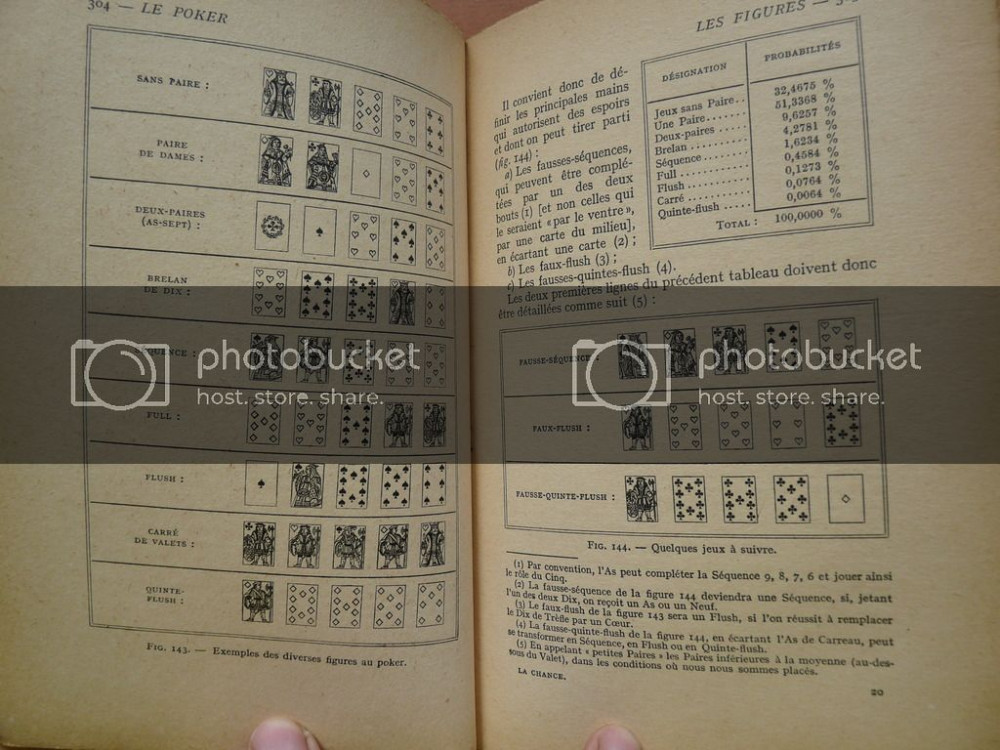 304 — LE POKER
SANS PAIRE :
PAIRE
DE DAMES :
DEUX-PAIRES
(AS-SEPT) :
BRELAN
DE DIX :
SÉQUENCE :
FULL :
FLUSH :
CARRÉ
DE VALETS :
QUINTE-
FLUSH :
FIG. 143. — Exemples des diverses figures au poker.
LES FIGURES —
Il convient donc de dé-
finir les principales mains
qui autorisent des espoirs
et dont on peut tirer parti
(fig. 144) :
a) Les fausses-séquences,
qui peuvent être complé-
tées par un des deux
bouts (1) [et non celles qui
le seraient « par le ventre »,
par une carte du milieu],
en écartant une carte (2) ;
b) Les faux-flush (3) ;
c) Les fausses-quintes-flush (4).
DÉSIGNATION PROBABILITÉS
Jeux sans Paire.. 32,4675 %
Une Paire...... 51,3368 %
Deux-paires ..... 9,6257 %
Brelan .......... 4,2781 %
Séquence ........ 1,6234 %
Full ............ 0,4584 %
Flush ........... 0,1273 %
Carré ........... 0,0764 %
Quinte-flush ..... 0,0064 %
TOTAL : 100,0000 %
Les deux premières lignes du précédent tableau doivent donc
être détaillées comme suit (5) :
FAUSSE-SÉQUENCE :
FAUX-FLUSH :
FAUSSE-QUINTE-FLUSH :
FIG. 144. — Quelques jeux à suivre.
(1) Par convention, l'As peut compléter la Séquence 9, 8, 7, 6 et jouer ainsi
le rôle du Cinq.
(2) La fausse-séquence de la figure 144 deviendra une Séquence, si, jetant
l'un des deux Dix, on reçoit un As ou un Neuf.
(3) Le faux-flush de la figure 143 sera un Flush, si l'on réussit à remplacer
le Dix de Trèfle par un Cœur.
(4) La fausse-quinte-flush de la figure 144, en écartant l'As de Carreau, peut
se transformer en Séquence, en Flush ou en Quinte-flush.
(5) En appelant « petites Paires » les Paires inférieures à la moyenne (au-des-
sous du Valet), dans les conditions où nous nous sommes placés.
LA CHANCE.
20
photobucket
host. store. share.
photobucket
host. store. share.